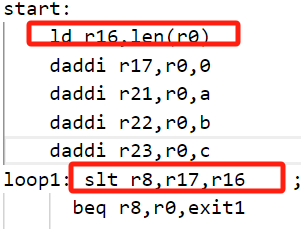 start:
ld r16,len(r0)
daddi r17,r0,0
daddi r21,r0,a
daddi r22,r0,b
daddi r23,r0,c
loop1: slt r8,r17,r16 ;
beq r8,r0,exit1